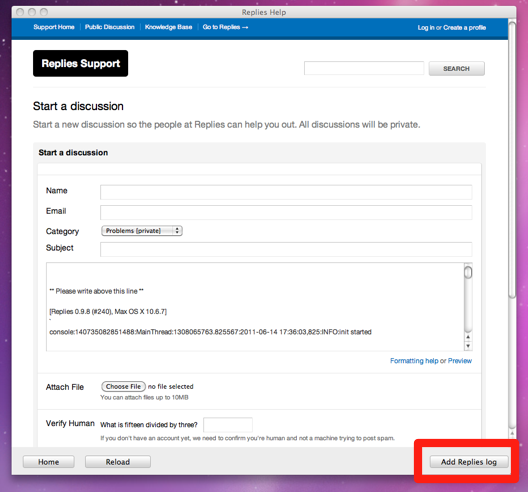 Replies Help
Support Home Public Discussion Knowledge Base Go to Replies → Log in or Create a profile
Replies Support
SEARCH
Start a discussion
Start a new discussion so the people at Replies can help you out. All discussions will be private.
Start a discussion
Name
Email
Category Problems [private]
Subject
** Please write above this line **
[Replies 0.9.8 (#240), Max OS X 10.6.7]
-
console:140735082851488:MainThread:1308065763.825567:2011-06-14 17:36:03,825:INFO:init started
Formatting help or Preview
Attach File Choose File no file selected
You can attach files up to 10MB
Verify Human What is fifteen divided by three?
If you don't have an account yet, we need to confirm you're human and not a machine trying to post spam.
Home Reload Add Replies log